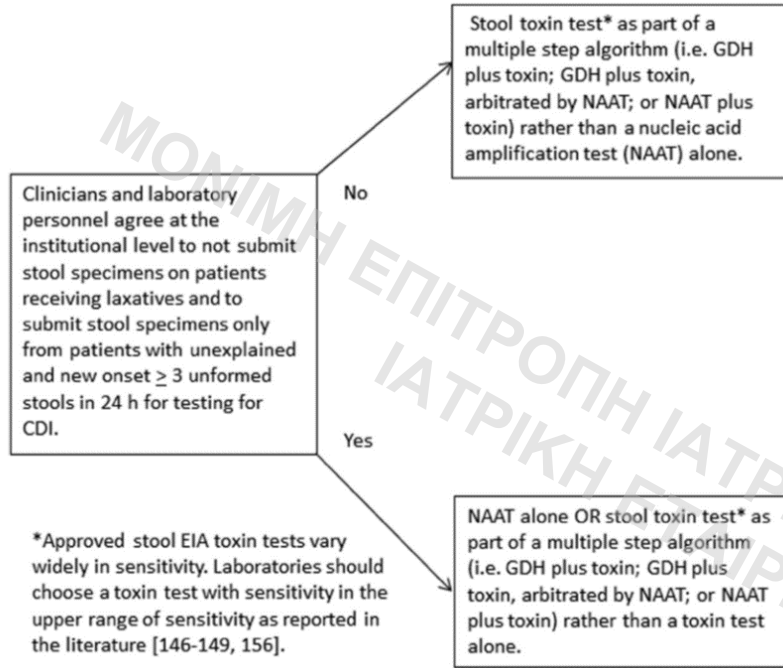 Stool toxin test* as part of a
multiple step algorithm (i.e. GDH
plus toxin; GDH plus toxin,
arbitrated by NAAT; or NAAT plus
toxin) rather than a nucleic acid
amplification test (NAAT) alone.
No
Clinicians and laboratory
personnel agree at the
institutional level to not submit
stool specimens on patients
receiving laxatives and to
submit stool specimens only
from patients with unexplained
and new onset ≥ 3 unformed
stools in 24 h for testing for
CDI.
Yes
NAAT alone OR stool toxin test* as
part of a multiple step algorithm
(i.e. GDH plus toxin; GDH plus
toxin, arbitrated by NAAT; or NAAT
plus toxin) rather than a toxin test
alone.
*Approved stool EIA toxin tests vary
widely in sensitivity. Laboratories should
choose a toxin test with sensitivity in the
upper range of sensitivity as reported in
the literature [146-149, 156].
ΜΟΝΙΜΗ ΕΠΙΤΡΟΠΗ ΙΑΤΡ
ΙΑΤΡΙΚΗ ΕΤΑΙΡ